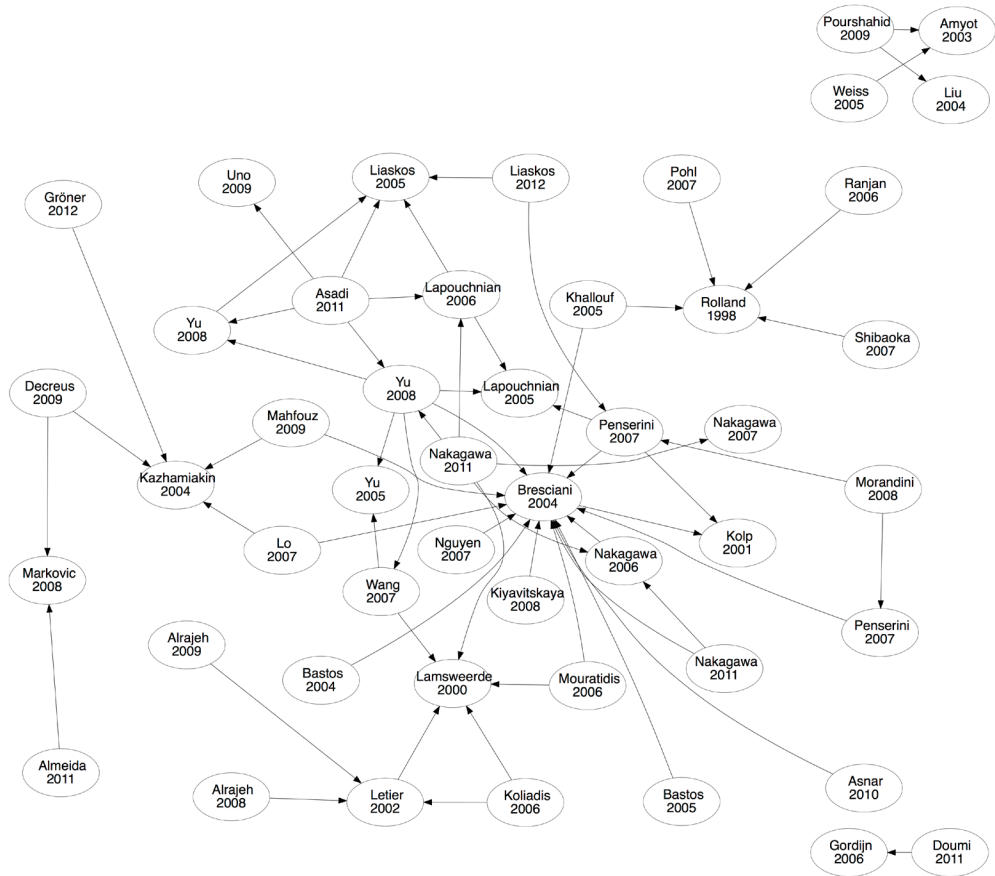 Pourshahid
2009
Amyot
2003
Weiss
2005
Liu
2004
Uno
2009
Liaskos
2005
Liaskos
2012
Pohl
2007
Ranjan
2006
Gröner
2012
Asadi
2011
Lapouchnian
2006
Khallouf
2005
Rolland
1998
Yu
2008
Shibaoka
2007
Decreus
2009
Yu
2008
Lapouchnian
2005
Mahfouz
2009
Penserini
2007
Nakagawa
2007
Kazhamiakin
2004
Yu
2005
Nakagawa
2011
Bresciani
2004
Morandini
2008
Lo
2007
Nguyen
2007
Nakagawa
2006
Kolp
2001
Markovic
2008
Wang
2007
Kiyavitskaya
2008
Penserini
2007
Alrajeh
2009
Bastos
2004
Lamsweerde
2000
Mouratidis
2006
Nakagawa
2011
Almeida
2011
Alrajeh
2008
Letier
2002
Koliadis
2006
Bastos
2005
Asnar
2010
Gordijn
2006
Doumi
2011